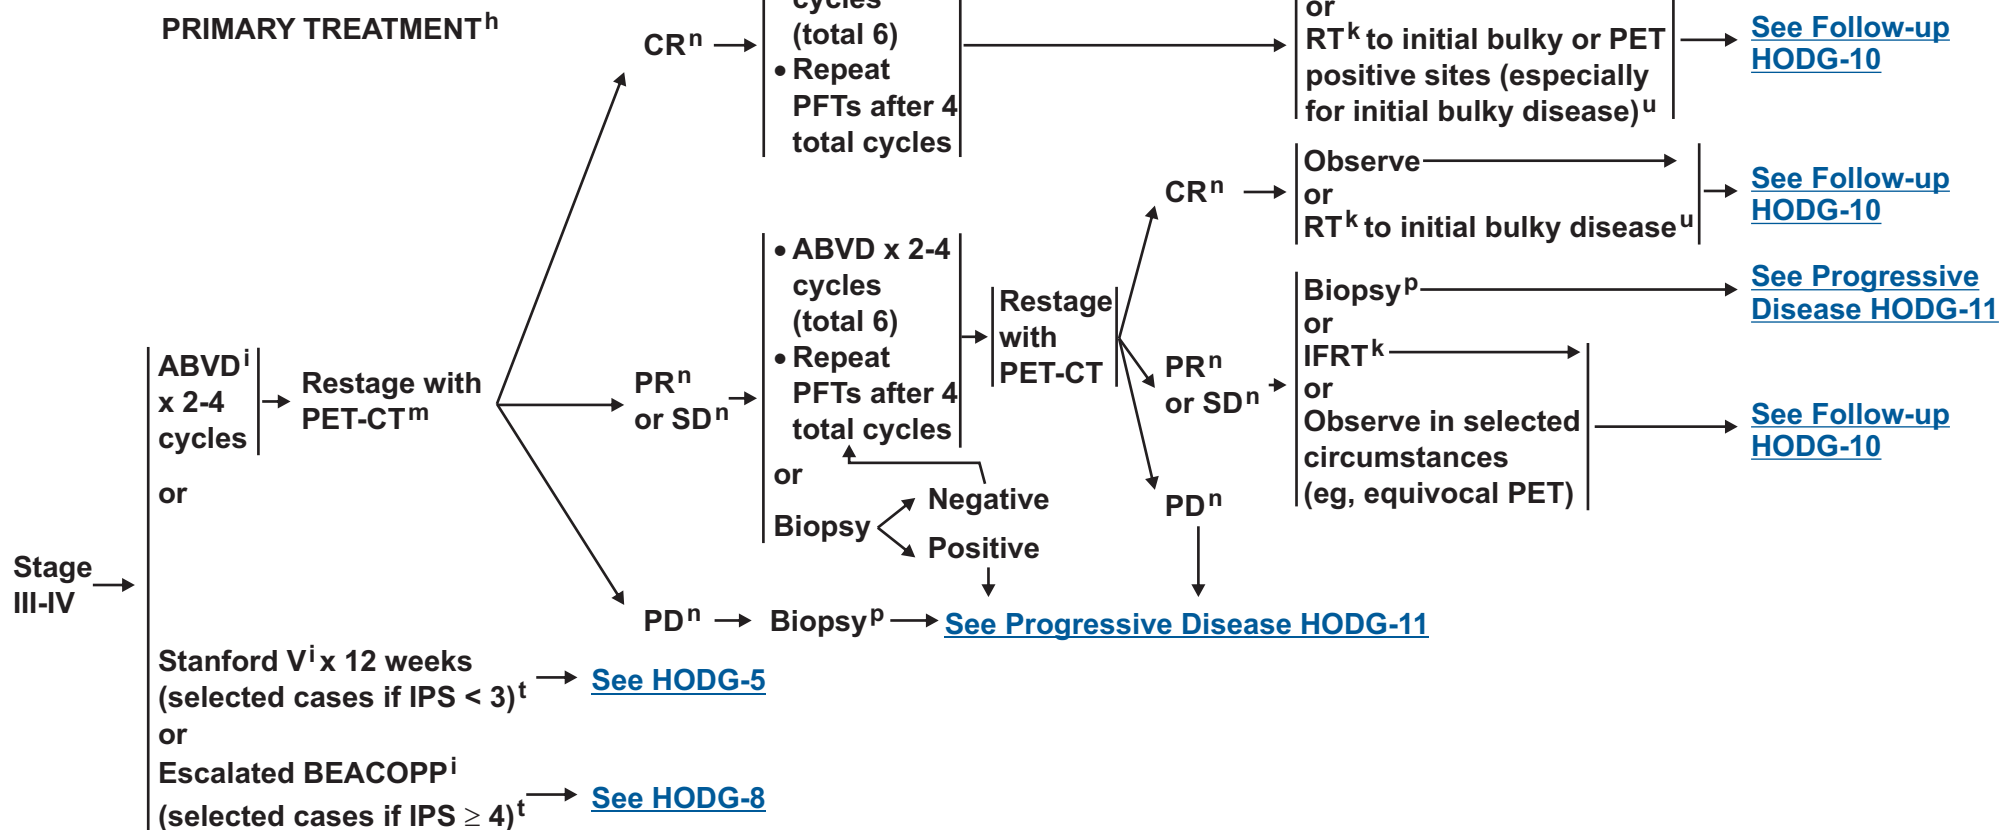 PRIMARY TREATMENTʰ
CRⁿ
cycles
(total 6)
• Repeat
PFTs after 4
total cycles
or
RTᵏ to initial bulky or PET
positive sites (especially
for initial bulky disease)ᵘ
See Follow-up
HODG-10
CRⁿ
Observe
or
RTᵏ to initial bulky disease ᵘ
See Follow-up
HODG-10
Stage
III-IV
ABVDⁱ
x 2-4
cycles
or
Restage with
PET-CTᵐ
PRⁿ
or SDⁿ
• ABVD x 2-4
cycles
(total 6)
• Repeat
PFTs after 4
total cycles
or
Biopsy
Negative
Positive
Restage
with
PET-CT
PRⁿ
or SDⁿ
Biopsyᵖ
or
IFRTᵏ
or
Observe in selected
circumstances
(eg, equivocal PET)
See Progressive
Disease HODG-11
See Follow-up
HODG-10
PDⁿ
PDⁿ
Biopsyᵖ
See Progressive Disease HODG-11
Stanford Vⁱ x 12 weeks
(selected cases if IPS < 3)ᵗ
See HODG-5
or
Escalated BEACOPPⁱ
(selected cases if IPS ≥ 4)ᵗ
See HODG-8